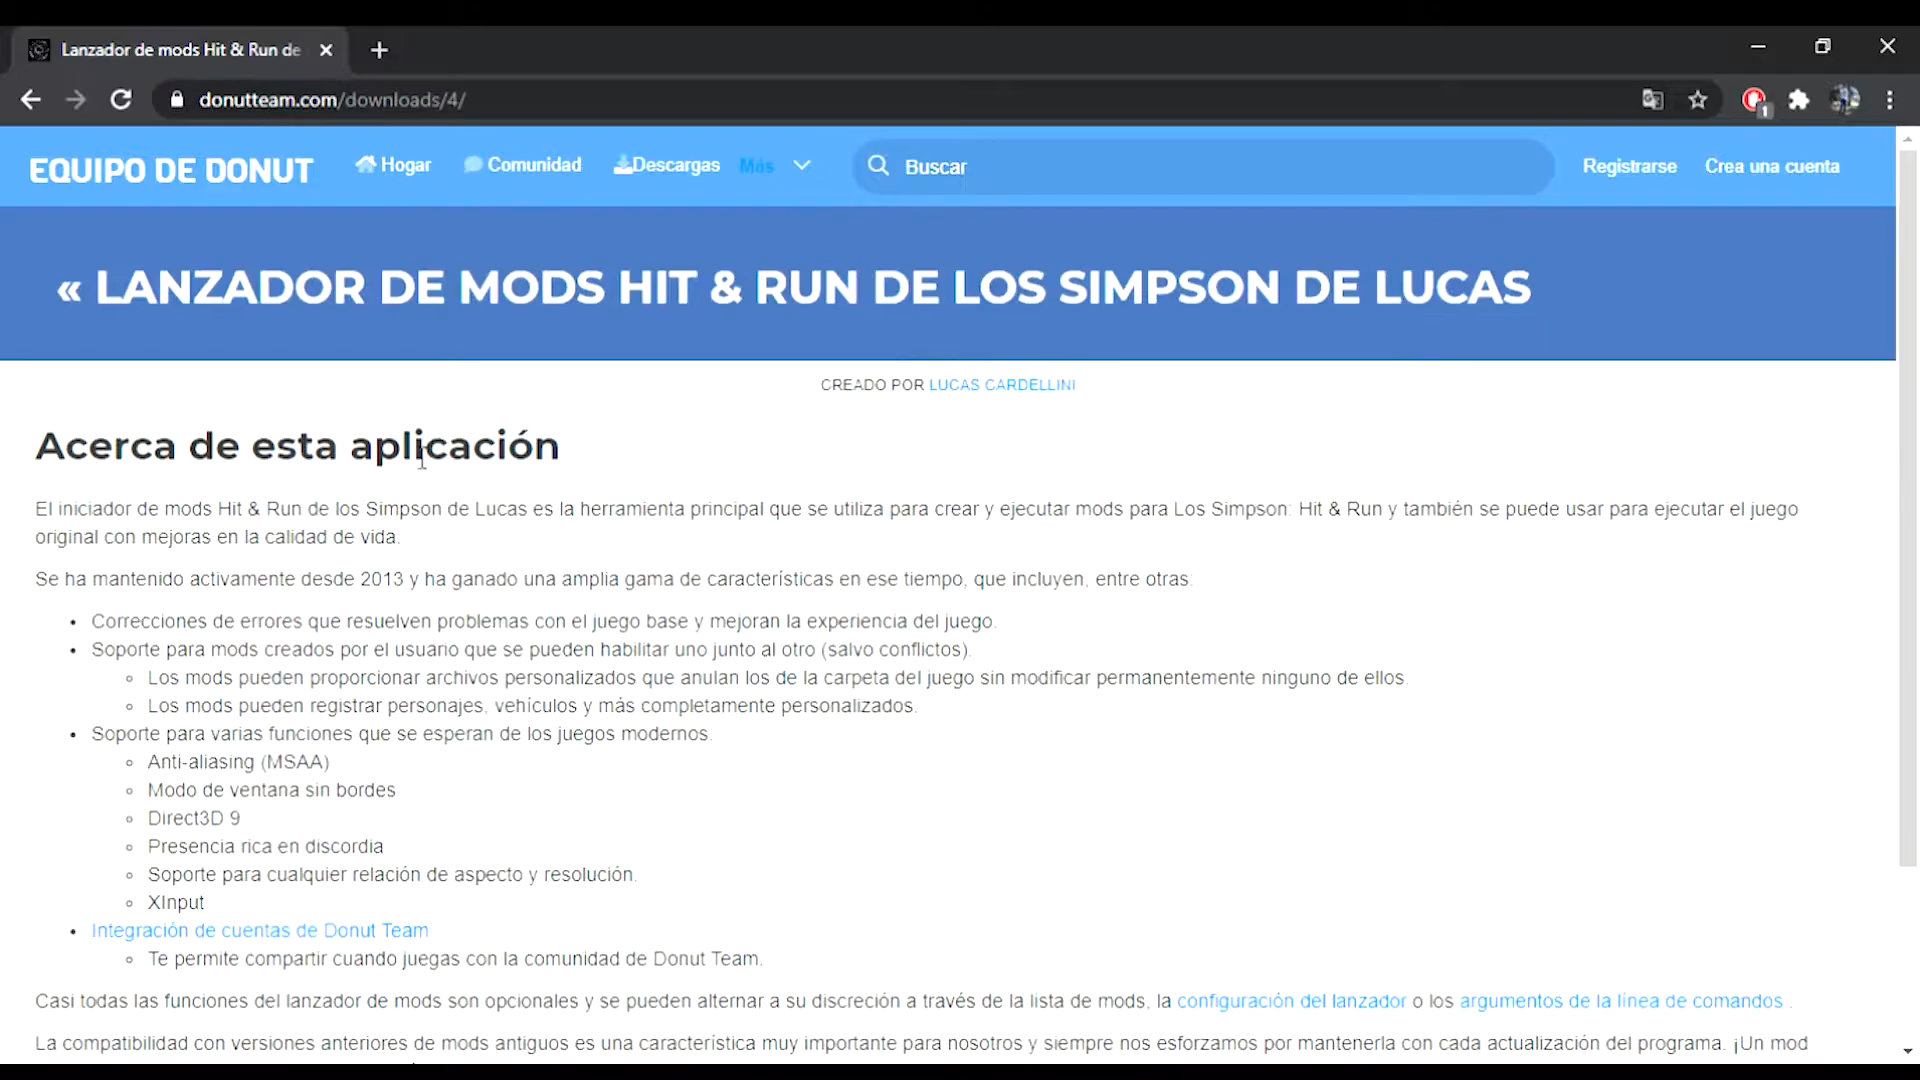 Lanzador de mods Hit & Run de
donutteam.com/downloads/4/
1
EQUIPO DE DONUT
Hogar
Comunidad
Descargas
Más
Buscar
Registrarse
Crea una cuenta
« LANZADOR DE MODS HIT & RUN DE LOS SIMPSON DE LUCAS
CREADO POR LUCAS CARDELLINI
Acerca de esta aplicación
El iniciador de mods Hit & Run de los Simpson de Lucas es la herramienta principal que se utiliza para crear y ejecutar mods para Los Simpson: Hit & Run y también se puede usar para ejecutar el juego
original con mejoras en la calidad de vida.
Se ha mantenido activamente desde 2013 y ha ganado una amplia gama de características en ese tiempo, que incluyen, entre otras:
• Correcciones de errores que resuelven problemas con el juego base y mejoran la experiencia del juego.
• Soporte para mods creados por el usuario que se pueden habilitar uno junto al otro (salvo conflictos).
◦ Los mods pueden proporcionar archivos personalizados que anulan los de la carpeta del juego sin modificar permanentemente ninguno de ellos.
◦ Los mods pueden registrar personajes, vehículos y más completamente personalizados.
• Soporte para varias funciones que se esperan de los juegos modernos.
◦ Anti-aliasing (MSAA)
◦ Modo de ventana sin bordes
◦ Direct3D 9
◦ Presencia rica en discordia
◦ Soporte para cualquier relación de aspecto y resolución.
◦ XInput
• Integración de cuentas de Donut Team
◦ Te permite compartir cuando juegas con la comunidad de Donut Team.
Casi todas las funciones del lanzador de mods son opcionales y se pueden alternar a su discreción a través de la lista de mods, la configuración del lanzador o los argumentos de la línea de comandos .
La compatibilidad con versiones anteriores de mods antiguos es una característica muy importante para nosotros y siempre nos esforzamos por mantenerla con cada actualización del programa. ¡Un mod